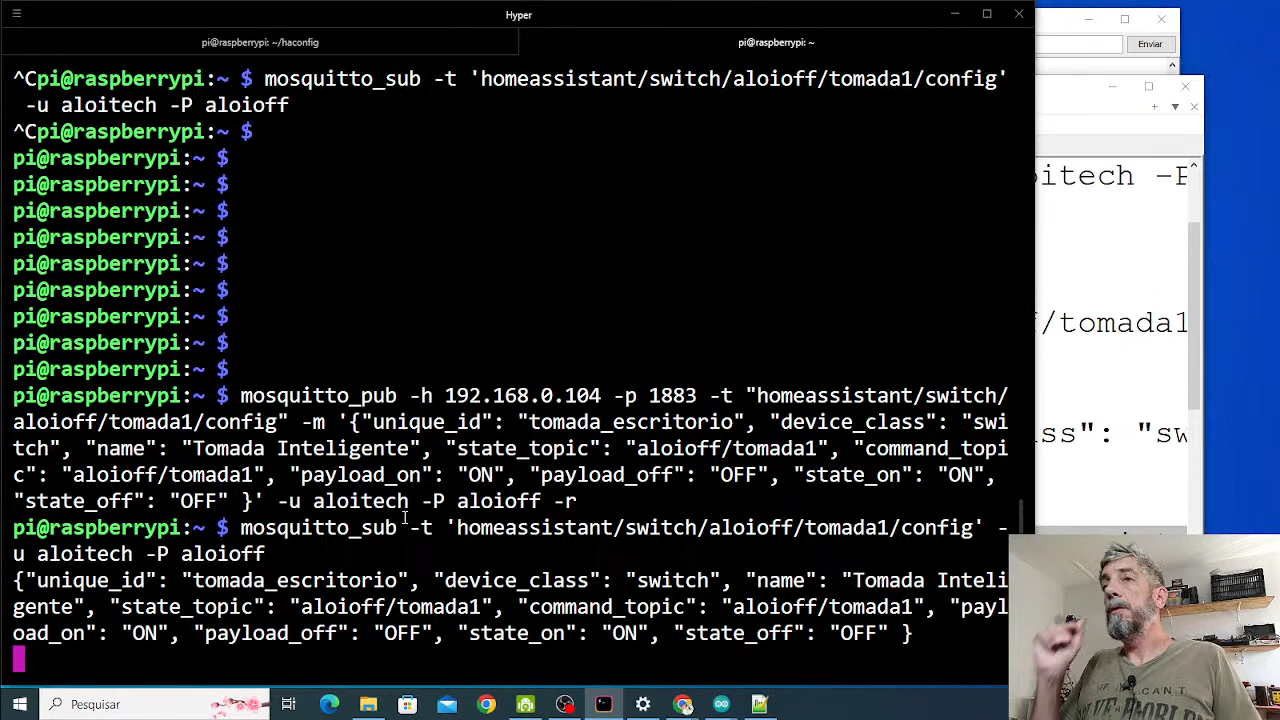 Hyper
pi@raspberrypi: ~/haconfig
pi@raspberrypi: ~
Enviar
^Cpi@raspberrypi:~ $ mosquitto_sub -t 'homeassistant/switch/aloioff/tomada1/config'
-u aloitech -P aloioff
^Cpi@raspberrypi:~ $
pi@raspberrypi:~ $
pi@raspberrypi:~ $
pi@raspberrypi:~ $
pi@raspberrypi:~ $
pi@raspberrypi:~ $
pi@raspberrypi:~ $
pi@raspberrypi:~ $
pi@raspberrypi:~ $
pi@raspberrypi:~ $
pi@raspberrypi:~ $ mosquitto_pub -h 192.168.0.104 -p 1883 -t "homeassistant/switch/
aloioff/tomada1/config" -m '{"unique_id": "tomada_escritorio", "device_class": "swi
tch", "name": "Tomada Inteligente", "state_topic": "aloioff/tomada1", "command_topi
c": "aloioff/tomada1", "payload_on": "ON", "payload_off": "OFF", "state_on": "ON",
"state_off": "OFF" }' -u aloitech -P aloioff -r
pi@raspberrypi:~ $ mosquitto_sub -t 'homeassistant/switch/aloioff/tomada1/config' -
u aloitech -P aloioff
{"unique_id": "tomada_escritorio", "device_class": "switch", "name": "Tomada Inteli
gente", "state_topic": "aloioff/tomada1", "command_topic": "aloioff/tomada1", "payl
oad_on": "ON", "payload_off": "OFF", "state_on": "ON", "state_off": "OFF" }
oitech -P
/tomada1
ss": "sw
Pesquisar